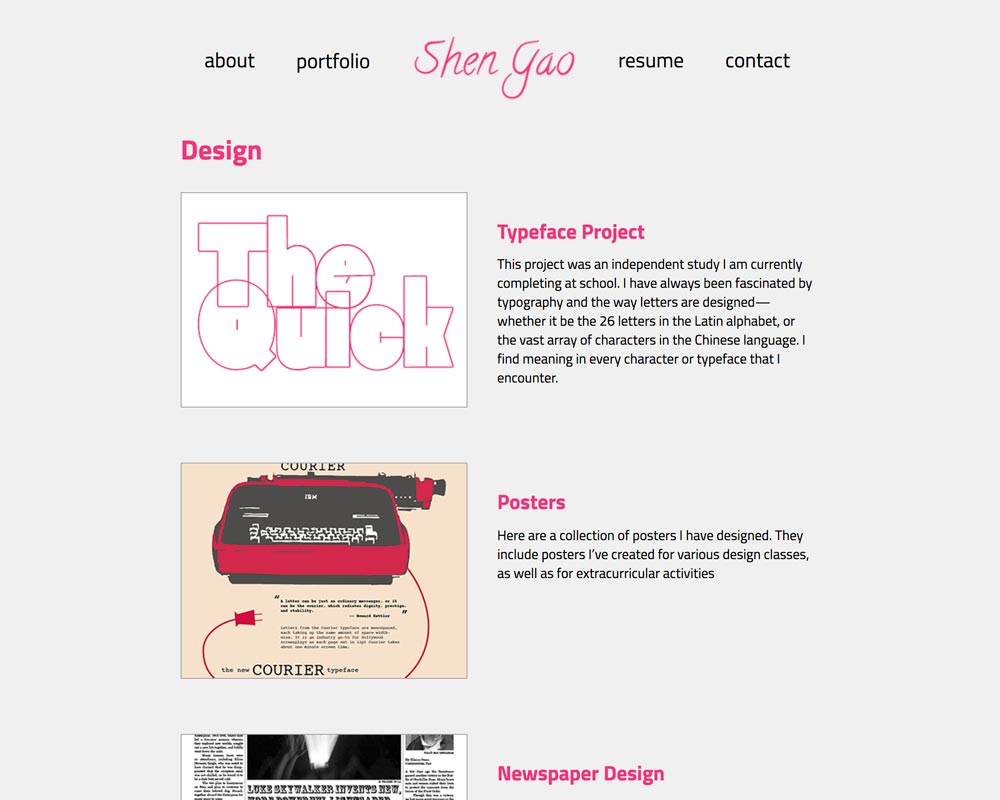 about portfolio Shen Gao resume contact
Design
The
Quick
Typeface Project
This project was an independent study I am currently
completing at school. I have always been fascinated by
typography and the way letters are designed—
whether it be the 26 letters in the Latin alphabet, or
the vast array of characters in the Chinese language. I
find meaning in every character or typeface that I
encounter.
COURIER
IBM
" A letter can be just an ordinary messenger, or it
can be the courier, which radiates dignity, prestige,
and stability. "
-- Howard Kettler
Letters from the Courier typeface are monospaced,
each taking up the same amount of space width-
wise. It is an industry go-to for Hollywood
screenplays as each page set in 12pt Courier takes
about one minute screen time.
the new COURIER typeface
Posters
Here are a collection of posters I have designed. They
include posters I've created for various design classes,
as well as for extracurricular activities
LUKE SKYWALKER INVENTS NEW,
MORE POWERFUL LIGHTSABER
Newspaper Design